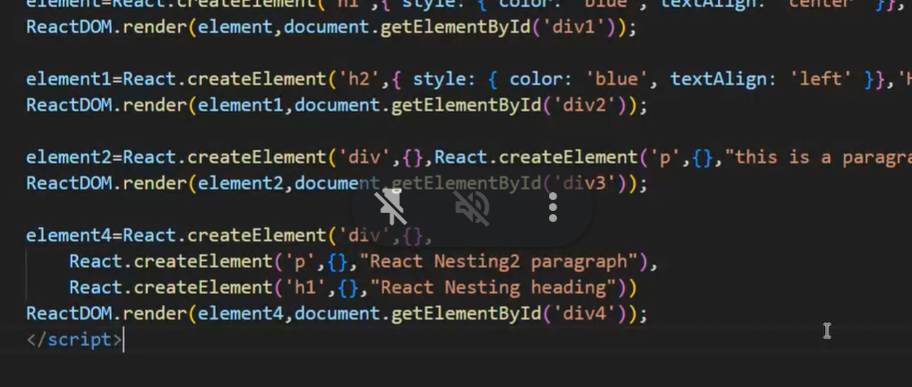 element=React.createElement('h1',{ style: { color: 'blue', textAlign: 'center' }},
ReactDOM.render(element,document.getElementById('div1'));
element1=React.createElement('h2',{ style: { color: 'blue', textAlign: 'left' }},'H
ReactDOM.render(element1,document.getElementById('div2'));
element2=React.createElement('div',{},React.createElement('p',{},"this is a paragra
ReactDOM.render(element2,document.getElementById('div3'));
element4=React.createElement('div',{},
React.createElement('p',{},"React Nesting2 paragraph"),
React.createElement('h1',{},"React Nesting heading"))
ReactDOM.render(element4,document.getElementById('div4'));
</script>